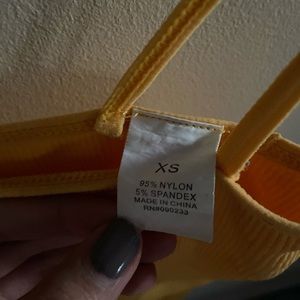 XS
95% NYLON
5% SPANDEX
MADE IN CHINA
RN#090233